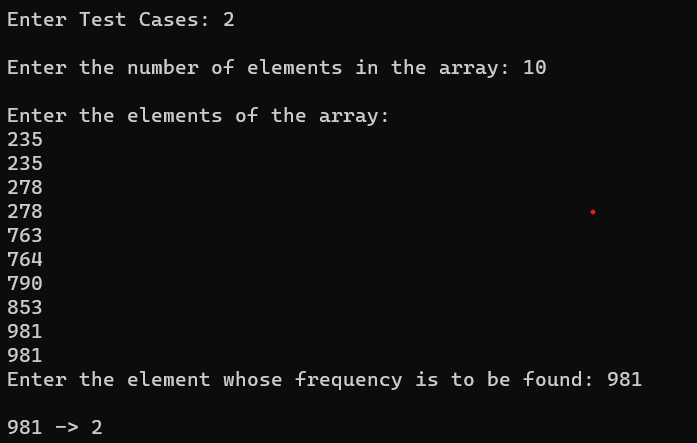 Enter Test Cases: 2
Enter the number of elements in the array: 10
Enter the elements of the array:
235
235
278
278
763
764
790
853
981
981
Enter the element whose frequency is to be found: 981
981 -> 2